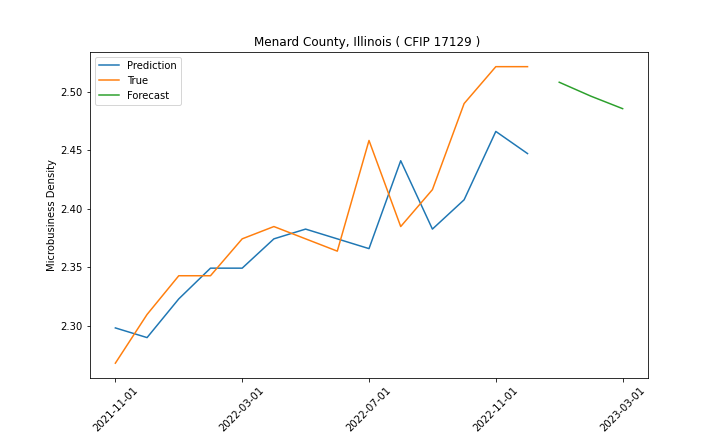 Menard County, Illinois ( CFIP 17129 )
Prediction
True
Forecast
Microbusiness Density
2.50
2.45
2.40
2.35
2.30
2021-11-01
2022-03-01
2022-07-01
2022-11-01
2023-03-01